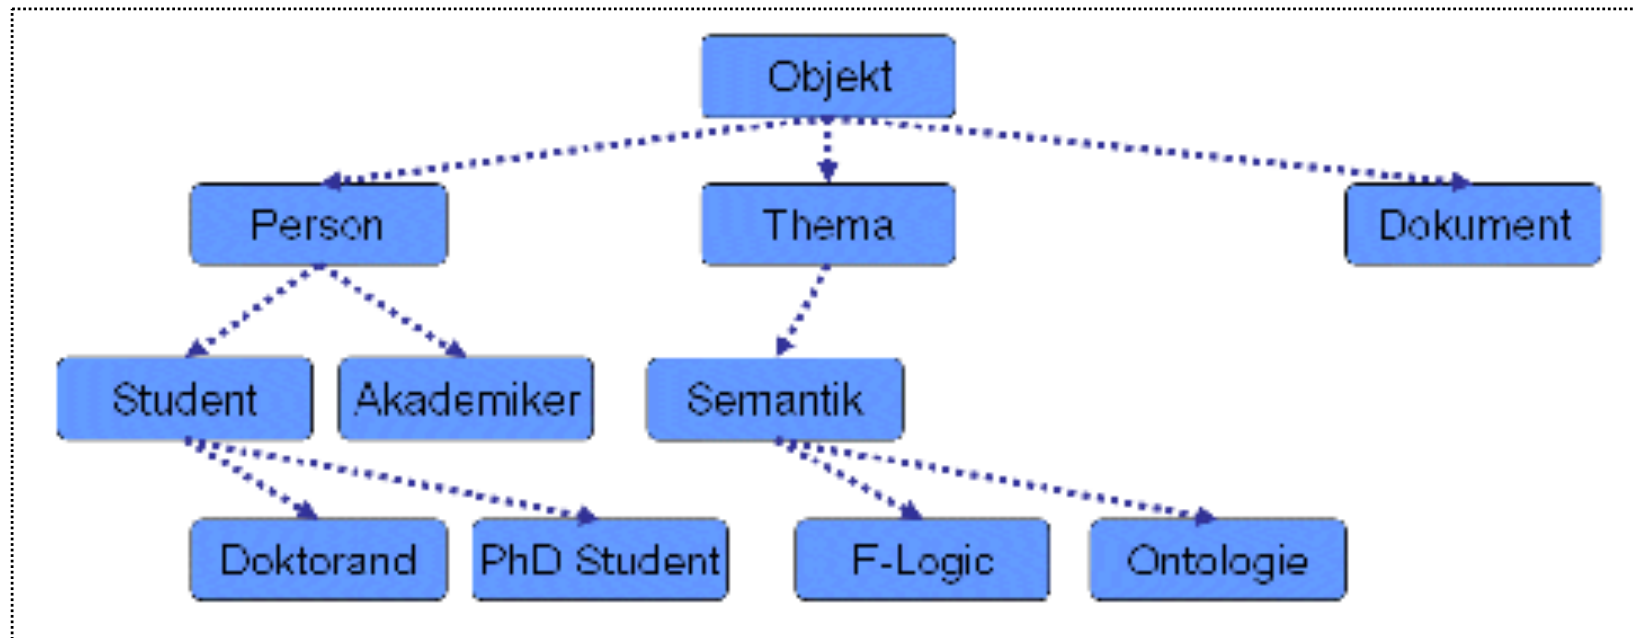 Objekt
Person
Thema
Dokument
Student
Akademiker
Semantik
Doktorand
PhD Student
F-Logic
Ontologie